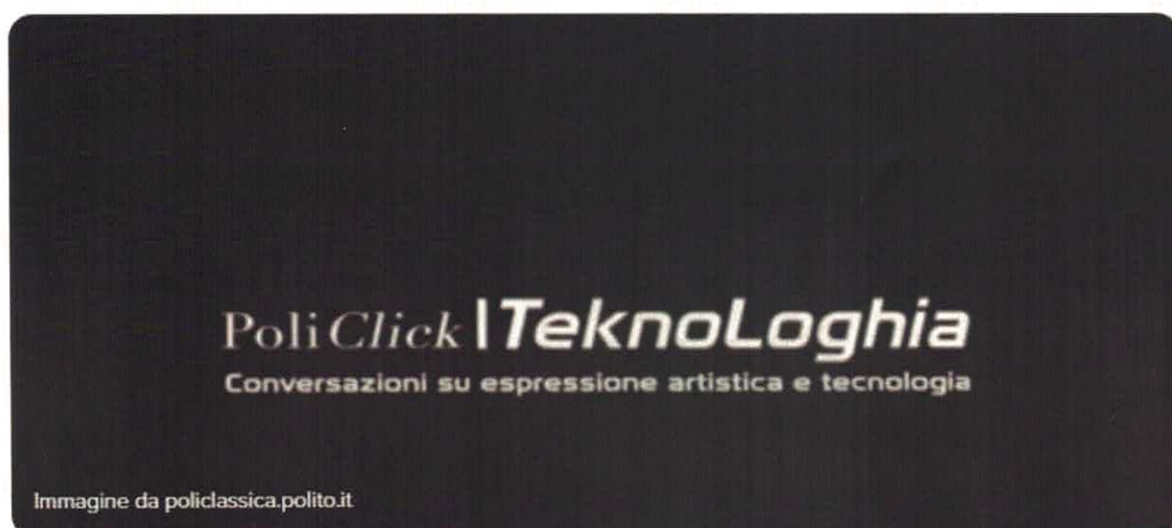 PoliClick | TeknoLoghia
Conversazioni su espressione artistica e tecnologia
Immagine da policlassica.polito.it